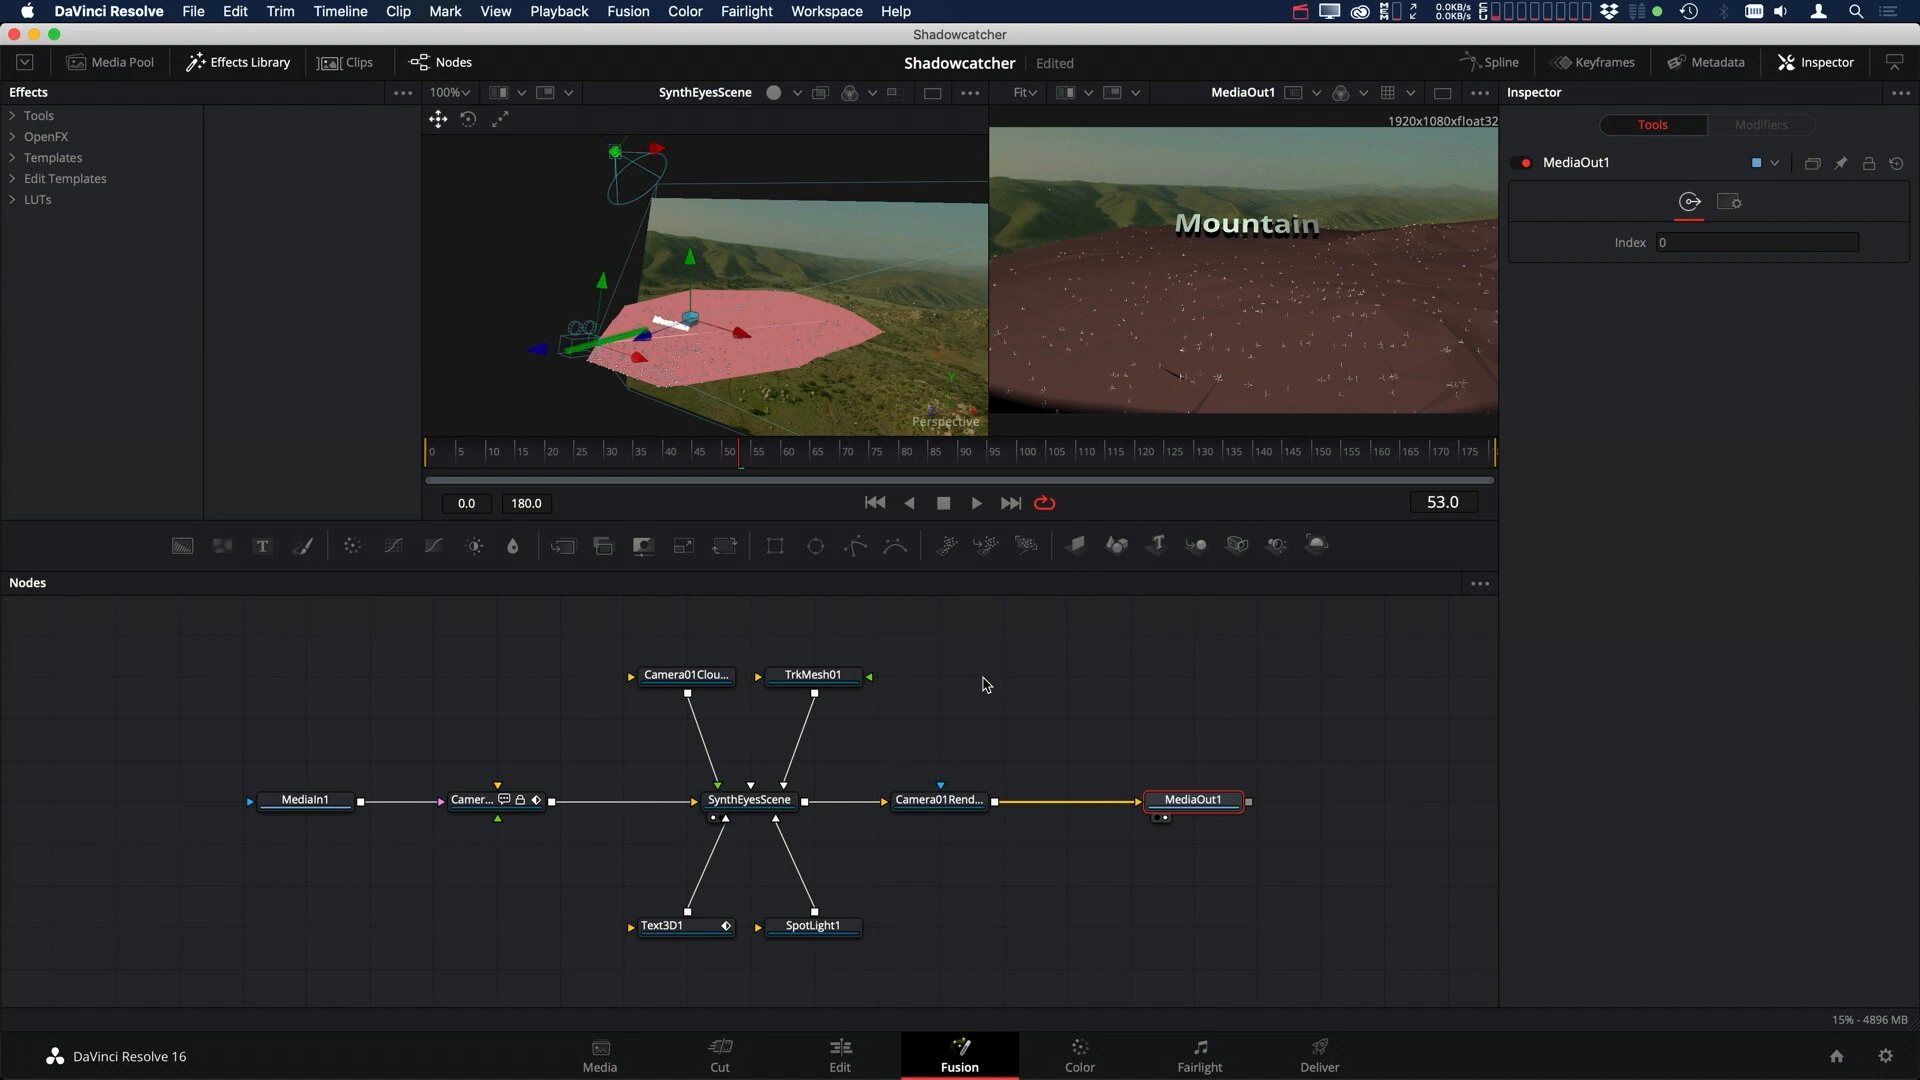 DaVinci Resolve File Edit Trim Timeline Clip Mark View Playback Fusion Color Fairlight Workspace Help
0.0KB/s
0.0KB/s
Shadowcatcher
Media Pool Effects Library Clips Nodes Shadowcatcher Edited Spline Keyframes Metadata Inspector
Effects 100% SynthEyesScene Fit MediaOut1 Inspector
Tools
OpenFX
Templates
Edit Templates
LUTs
1920x1080xfloat32
Mountain
Perspective
Tools Modifiers
MediaOut1
Index 0
0 5 10 15 20 25 30 35 40 45 50 55 60 65 70 75 80 85 90 95 100 105 110 115 120 125 130 135 140 145 150 155 160 165 170 175
0.0 180.0 53.0
Nodes
Camera01Clou... TrkMesh01
MediaIn1 Camer... SynthEyesScene Camera01Rend... MediaOut1
Text3D1 SpotLight1
15% - 4896 MB
DaVinci Resolve 16 Media Cut Edit Fusion Color Fairlight Deliver